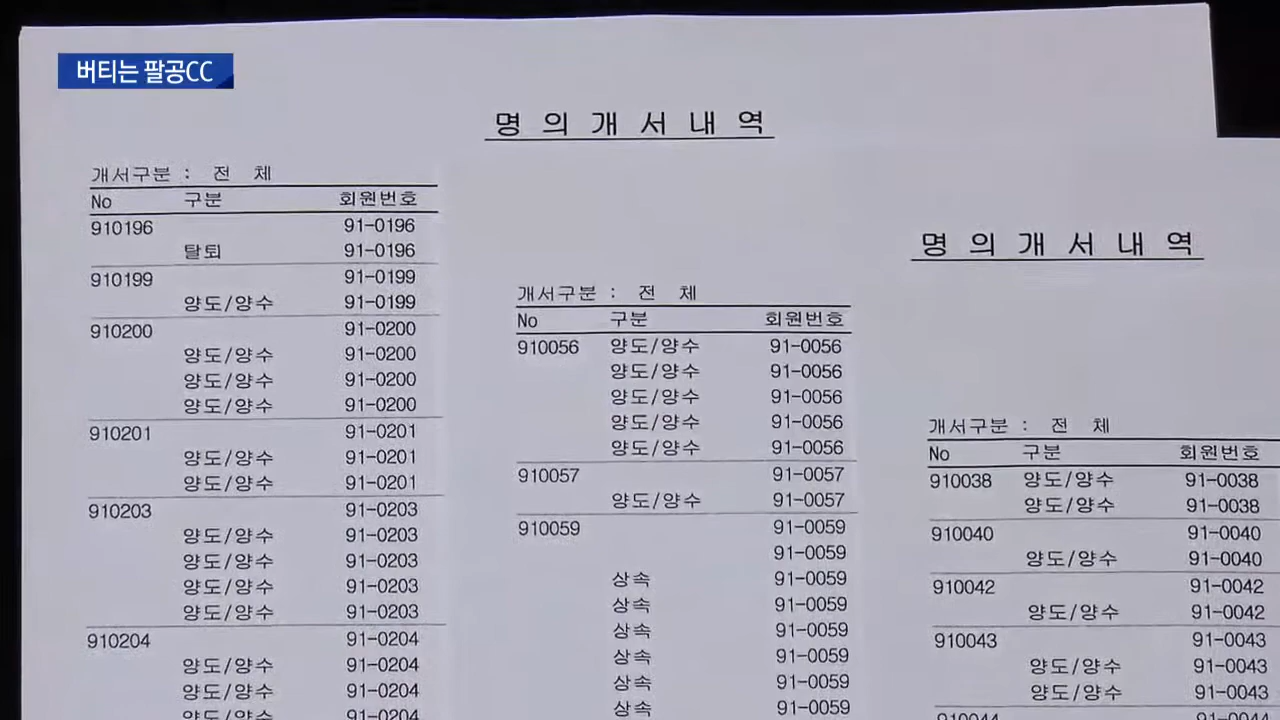 버티는 팔공CC
명 의 개 서 내 역
개서구분 : 전 체
No 구분 회원번호
910196 91-0196
탈퇴 91-0196
910199 91-0199
양도/양수 91-0199
910200 91-0200
양도/양수 91-0200
양도/양수 91-0200
양도/양수 91-0200
910201 91-0201
양도/양수 91-0201
양도/양수 91-0201
910203 91-0203
양도/양수 91-0203
양도/양수 91-0203
양도/양수 91-0203
양도/양수 91-0203
910204 91-0204
양도/양수 91-0204
양도/양수 91-0204
양도/양수 91-0204
개서구분 : 전 체
No 구분 회원번호
910056 양도/양수 91-0056
양도/양수 91-0056
양도/양수 91-0056
양도/양수 91-0056
양도/양수 91-0056
910057 91-0057
양도/양수 91-0057
910059 91-0059
91-0059
상속 91-0059
상속 91-0059
상속 91-0059
상속 91-0059
상속 91-0059
상속 91-0059
명 의 개 서 내 역
개서구분 : 전 체
No 구분 회원번호
910038 양도/양수 91-0038
양도/양수 91-0038
910040 91-0040
양도/양수 91-0040
910042 91-0042
양도/양수 91-0042
910043 91-0043
양도/양수 91-0043
양도/양수 91-0043
910044 91-0044